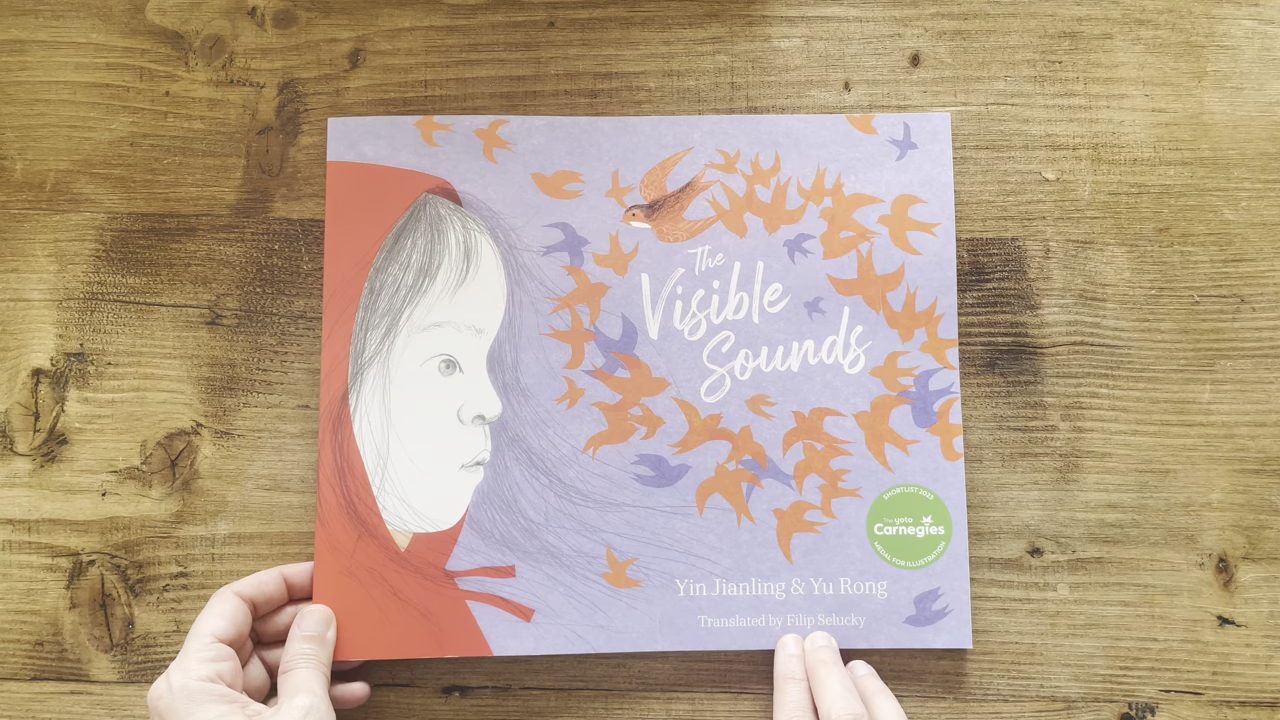 The
Visible
Sounds
SHORTLIST 2023
The yoto
Carnegies
MEDAL FOR ILLUSTRATION
Yin Jianling & Yu Rong
Translated by Filip Selucky